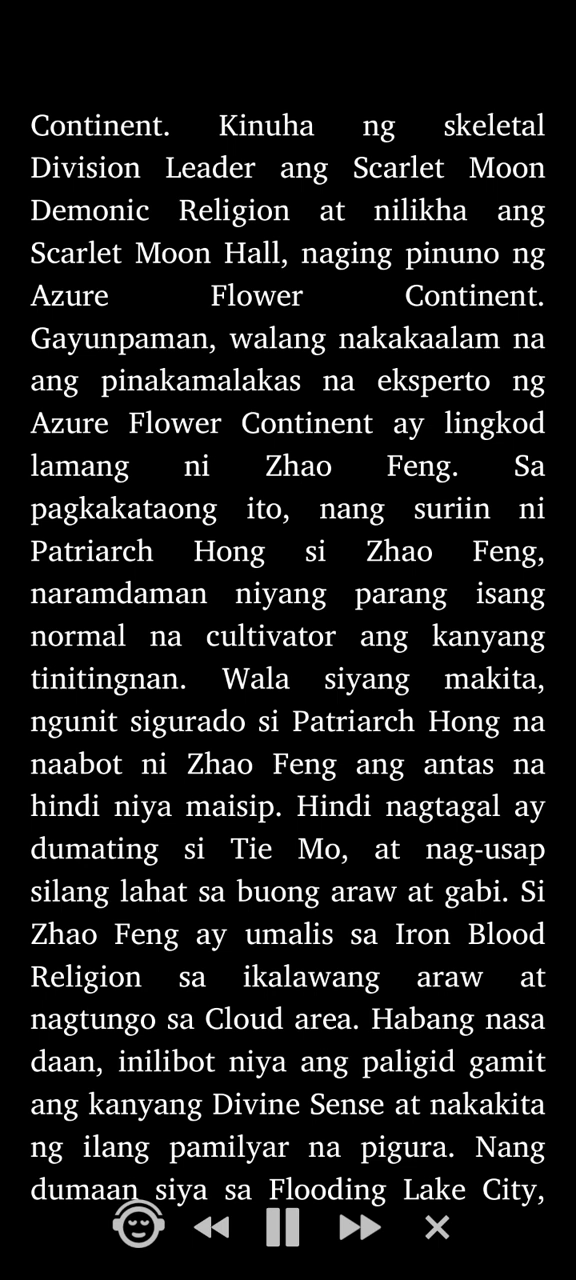 Continent. Kinuha ng skeletal
Division Leader ang Scarlet Moon
Demonic Religion at nilikha ang
Scarlet Moon Hall, naging pinuno ng
Azure Flower Continent.
Gayunpaman, walang nakakaalam na
ang pinakamalakas na eksperto ng
Azure Flower Continent ay lingkod
lamang ni Zhao Feng. Sa
pagkakataong ito, nang suriin ni
Patriarch Hong si Zhao Feng,
naramdaman niyang parang isang
normal na cultivator ang kanyang
tinitingnan. Wala siyang makita,
ngunit sigurado si Patriarch Hong na
naabot ni Zhao Feng ang antas na
hindi niya maisip. Hindi nagtagal ay
dumating si Tie Mo, at nag-usap
silang lahat sa buong araw at gabi. Si
Zhao Feng ay umalis sa Iron Blood
Religion sa ikalawang araw at
nagtungo sa Cloud area. Habang nasa
daan, inilibot niya ang paligid gamit
ang kanyang Divine Sense at nakakita
ng ilang pamilyar na pigura. Nang
dumaan siya sa Flooding Lake City,